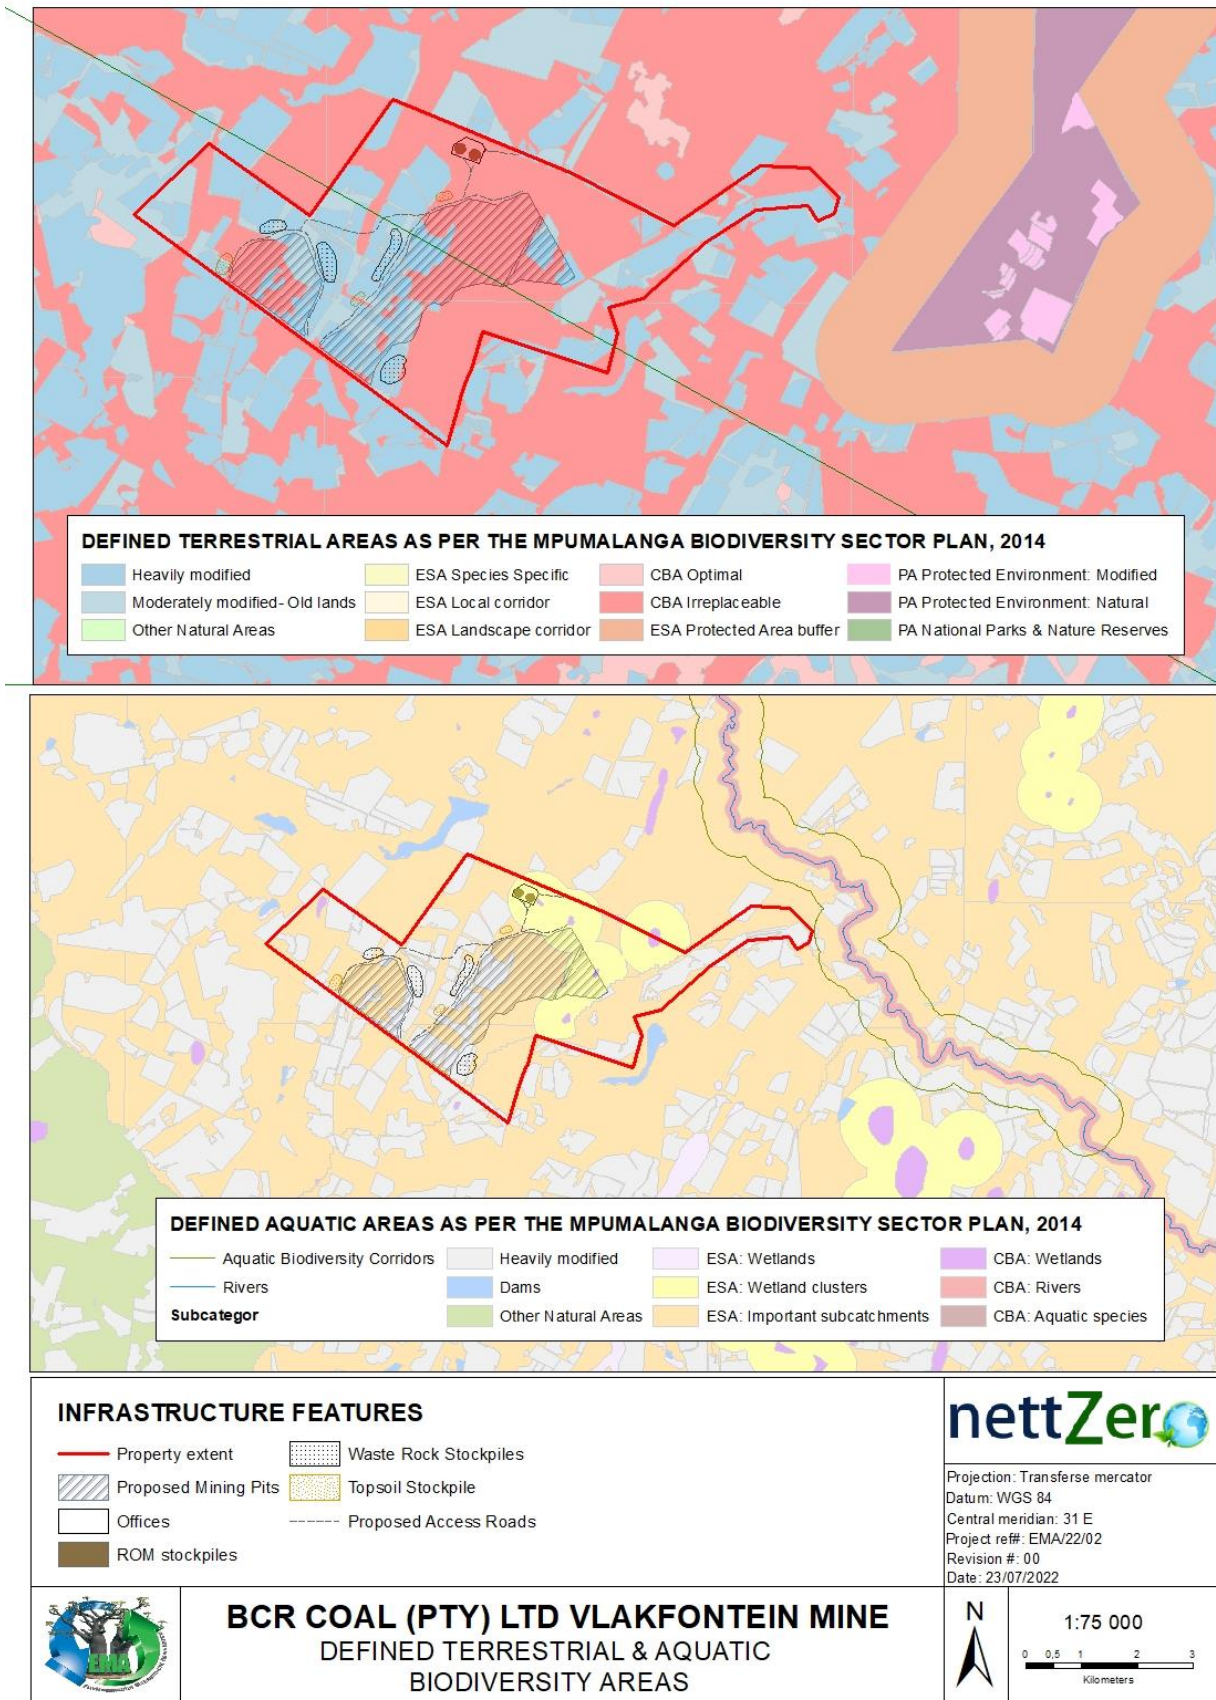 DEFINED TERRESTRIAL AREAS AS PER THE MPUMALANGA BIODIVERSITY SECTOR PLAN, 2014
Heavily modified
Moderately modified- Old lands
Other Natural Areas
ESA Species Specific
ESA Local corridor
ESA Landscape corridor
CBA Optimal
CBA Irreplaceable
ESA Protected Area buffer
PA Protected Environment: Modified
PA Protected Environment: Natural
PA National Parks & Nature Reserves
DEFINED AQUATIC AREAS AS PER THE MPUMALANGA BIODIVERSITY SECTOR PLAN, 2014
Aquatic Biodiversity Corridors
Rivers
Subcategor
Heavily modified
Dams
Other Natural Areas
ESA: Wetlands
ESA: Wetland clusters
ESA: Important subcatchments
CBA: Wetlands
CBA: Rivers
CBA: Aquatic species
INFRASTRUCTURE FEATURES
Property extent
Proposed Mining Pits
Offices
ROM stockpiles
Waste Rock Stockpiles
Topsoil Stockpile
Proposed Access Roads
nettZero
Projection: Transferse mercator
Datum: WGS 84
Central meridian: 31 E
Project ref#: EMA/22/02
Revision #: 00
Date: 23/07/2022
EMA
BCR COAL (PTY) LTD VLAKFONTEIN MINE
DEFINED TERRESTRIAL & AQUATIC
BIODIVERSITY AREAS
N
1:75 000
0 0,5 1 2 3
Kilometers